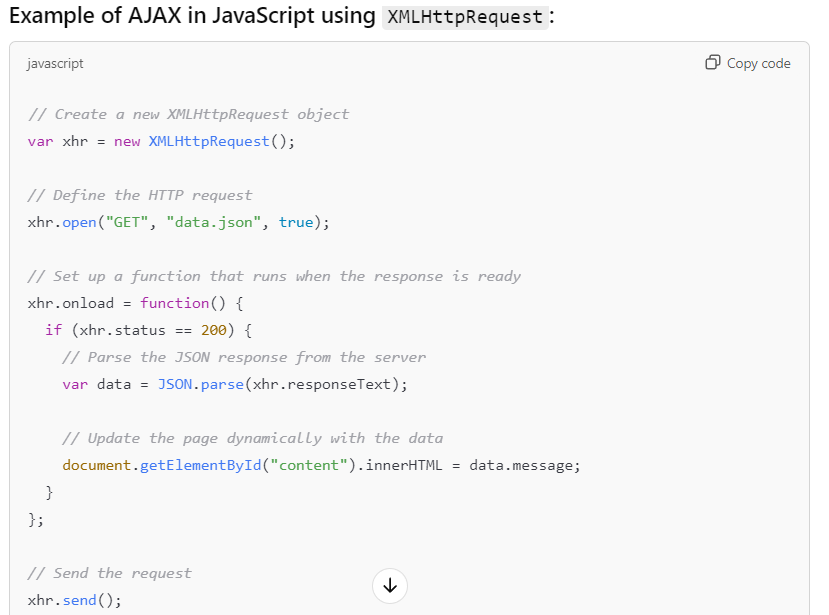 Example of AJAX in JavaScript using XMLHttpRequest:
javascript
Copy code
// Create a new XMLHttpRequest object
var xhr = new XMLHttpRequest();
// Define the HTTP request
xhr.open("GET", "data.json", true);
// Set up a function that runs when the response is ready
xhr.onload = function() {
if (xhr.status == 200) {
// Parse the JSON response from the server
var data = JSON.parse(xhr.responseText);
// Update the page dynamically with the data
document.getElementById("content").innerHTML = data.message;
}
};
// Send the request
xhr.send();